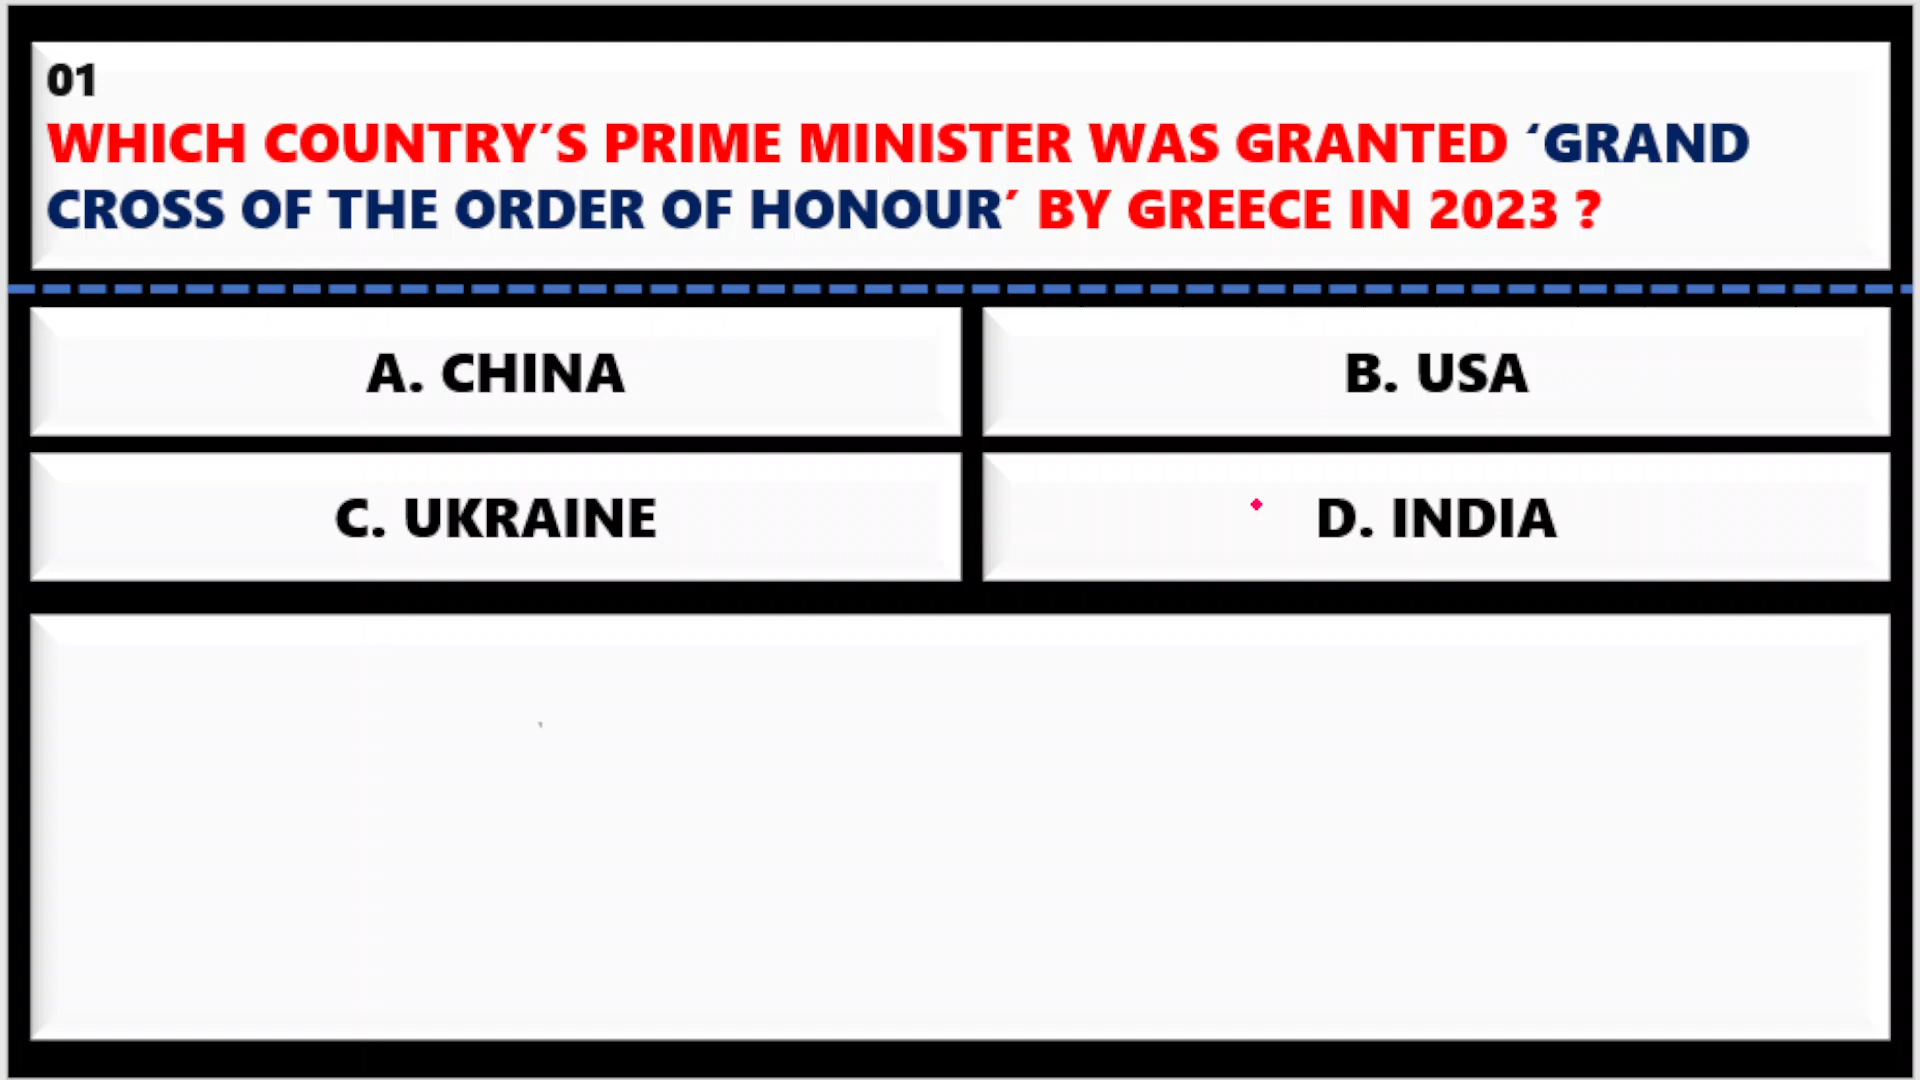 01
WHICH COUNTRY’S PRIME MINISTER WAS GRANTED ‘GRAND
CROSS OF THE ORDER OF HONOUR’ BY GREECE IN 2023 ?
A. CHINA
B. USA
C. UKRAINE
D. INDIA